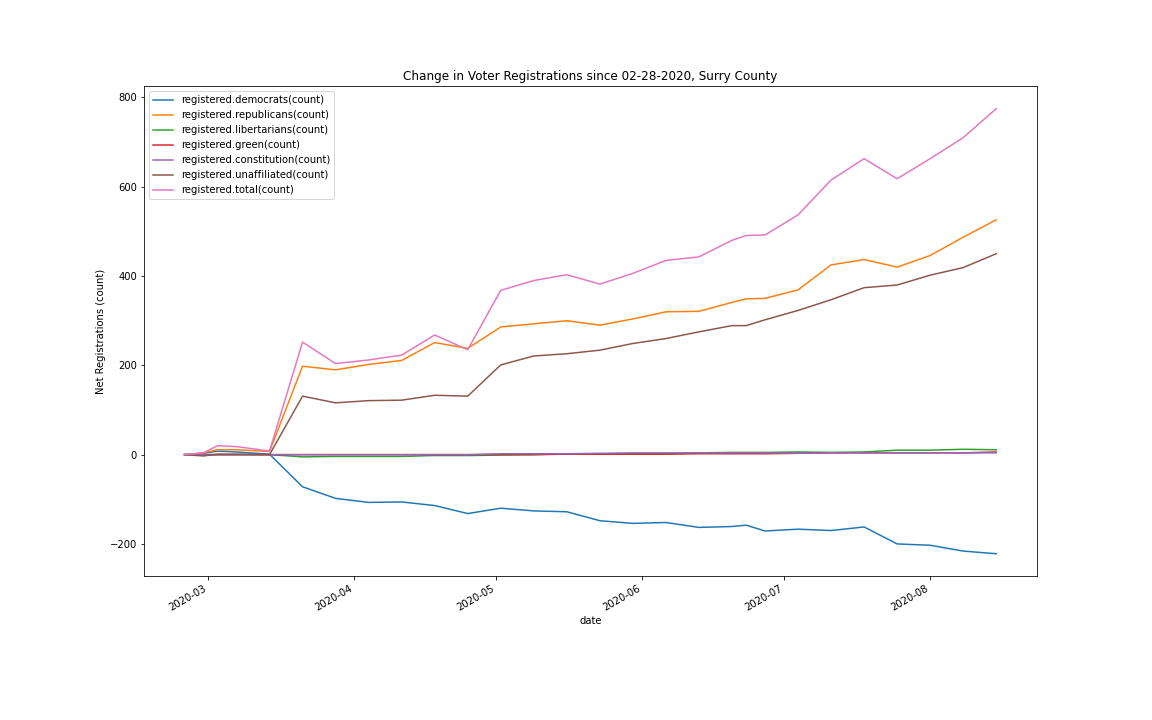 Change in Voter Registrations since 02-28-2020, Surry County
registered.democrats(count)
registered.republicans(count)
registered.libertarians(count)
registered.green(count)
registered.constitution(count)
registered.unaffiliated(count)
registered.total(count)
Net Registrations (count)
800
600
400
200
0
−200
2020-03
2020-04
2020-05
2020-06
2020-07
2020-08
date